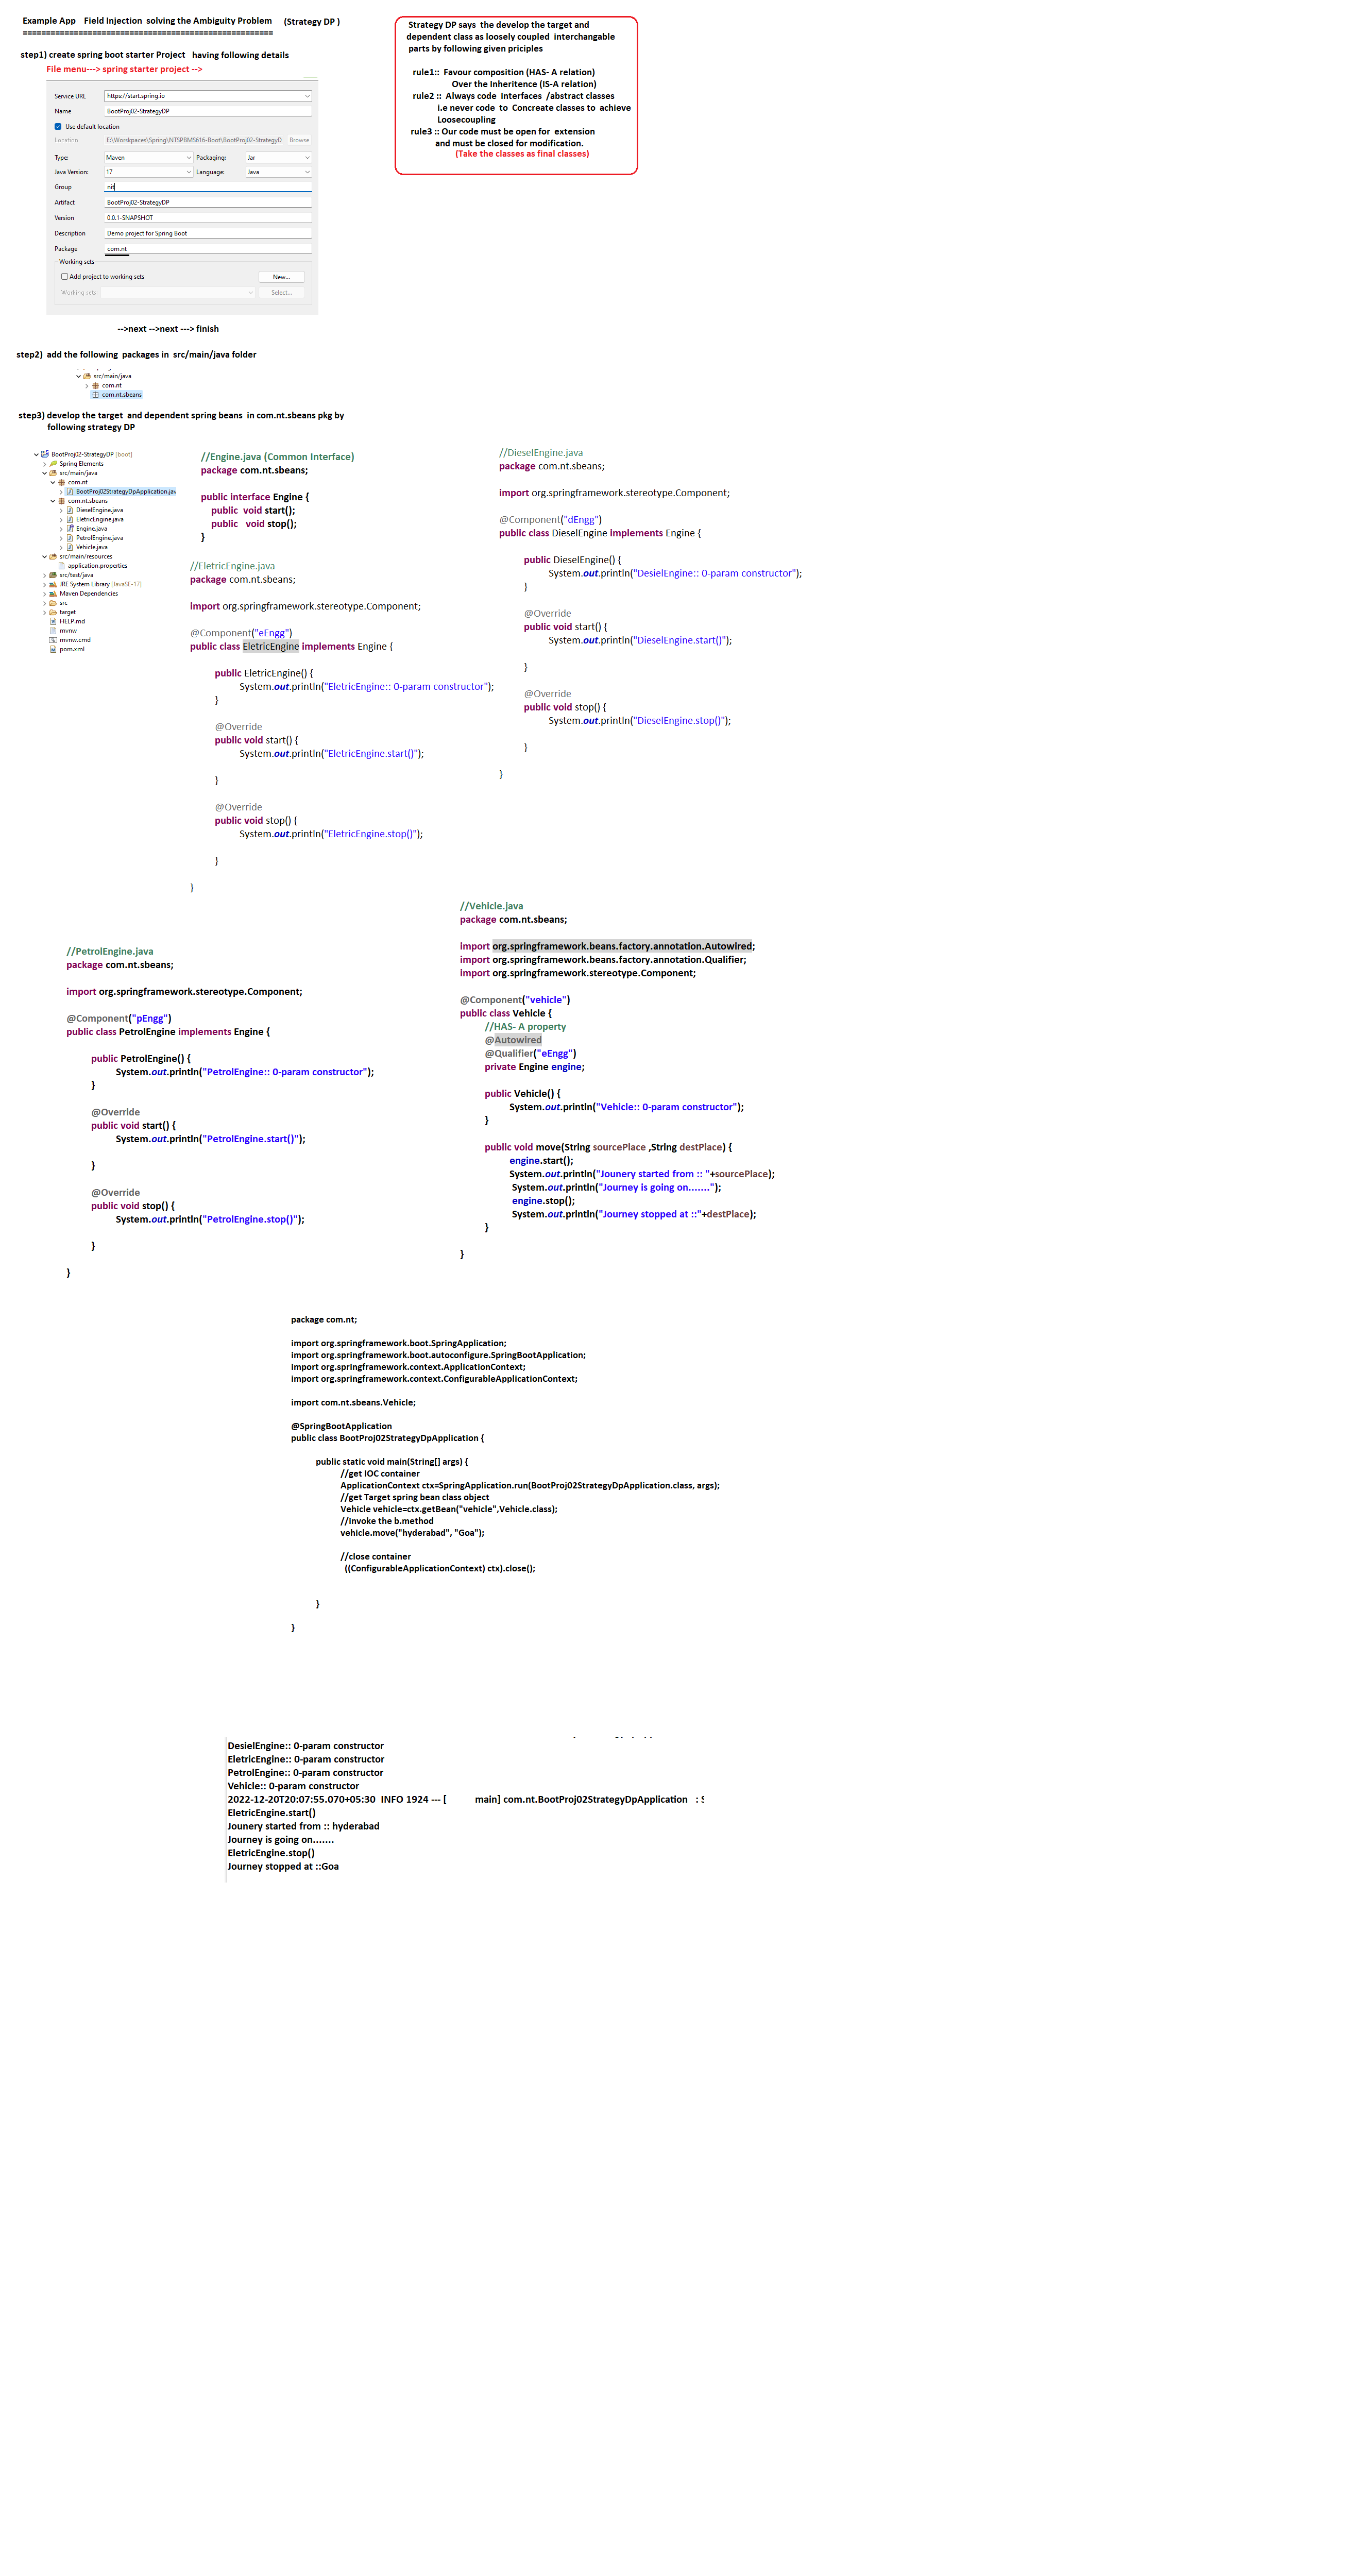 Example App    Field Injection  solving the Ambiguity Problem     (Strategy DP )
======================================================
step1) create spring boot starter Project   having following details
File menu---> spring starter project -->
Service URL  https://start.spring.io
Name  BootProj02-StrategyDP
Use default location
Location  E:\Worskpaces\Spring\NTSPBMS616-Boot\BootProj02-StrategyD  Browse
Type:  Maven  Packaging:  Jar
Java Version:  17  Language:  Java
Group  nit
Artifact  BootProj02-StrategyDP
Version  0.0.1-SNAPSHOT
Description  Demo project for Spring Boot
Package  com.nt
Working sets
Add project to working sets  New...
Working sets:  Select...
-->next -->next ---> finish
Strategy DP says  the develop the target and
dependent class as loosely coupled  interchangable
parts by following given priciples
rule1::  Favour composition (HAS- A relation)
Over the Inheritence (IS-A relation)
rule2 ::  Always code  interfaces  /abstract classes
i.e never code  to  Concreate classes to  achieve
Loosecoupling
rule3 :: Our code must be open for  extension
and must be closed for modification.
(Take the classes as final classes)
step2)  add the following  packages in  src/main/java folder
src/main/java
com.nt
com.nt.sbeans
step3) develop the target  and dependent spring beans  in com.nt.sbeans pkg by
following strategy DP
BootProj02-StrategyDP [boot]
Spring Elements
src/main/java
com.nt
BootProj02StrategyDpApplication.jav
com.nt.sbeans
DieselEngine.java
EletricEngine.java
Engine.java
PetrolEngine.java
Vehicle.java
src/main/resources
application.properties
src/test/java
JRE System Library [JavaSE-17]
Maven Dependencies
src
target
HELP.md
mvnw
mvnw.cmd
pom.xml
//Engine.java (Common Interface)
package com.nt.sbeans;
public interface Engine {
public  void start();
public   void stop();
}
//EletricEngine.java
package com.nt.sbeans;
import org.springframework.stereotype.Component;
@Component("eEngg")
public class EletricEngine implements Engine {
public EletricEngine() {
System.out.println("EletricEngine:: 0-param constructor");
}
@Override
public void start() {
System.out.println("EletricEngine.start()");
}
@Override
public void stop() {
System.out.println("EletricEngine.stop()");
}
}
//DieselEngine.java
package com.nt.sbeans;
import org.springframework.stereotype.Component;
@Component("dEngg")
public class DieselEngine implements Engine {
public DieselEngine() {
System.out.println("DesielEngine:: 0-param constructor");
}
@Override
public void start() {
System.out.println("DieselEngine.start()");
}
@Override
public void stop() {
System.out.println("DieselEngine.stop()");
}
}
//PetrolEngine.java
package com.nt.sbeans;
import org.springframework.stereotype.Component;
@Component("pEngg")
public class PetrolEngine implements Engine {
public PetrolEngine() {
System.out.println("PetrolEngine:: 0-param constructor");
}
@Override
public void start() {
System.out.println("PetrolEngine.start()");
}
@Override
public void stop() {
System.out.println("PetrolEngine.stop()");
}
}
//Vehicle.java
package com.nt.sbeans;
import org.springframework.beans.factory.annotation.Autowired;
import org.springframework.beans.factory.annotation.Qualifier;
import org.springframework.stereotype.Component;
@Component("vehicle")
public class Vehicle {
//HAS- A property
@Autowired
@Qualifier("eEngg")
private Engine engine;
public Vehicle() {
System.out.println("Vehicle:: 0-param constructor");
}
public void move(String sourcePlace ,String destPlace) {
engine.start();
System.out.println("Jounery started from :: "+sourcePlace);
System.out.println("Journey is going on.......");
engine.stop();
System.out.println("Journey stopped at ::"+destPlace);
}
}
package com.nt;
import org.springframework.boot.SpringApplication;
import org.springframework.boot.autoconfigure.SpringBootApplication;
import org.springframework.context.ApplicationContext;
import org.springframework.context.ConfigurableApplicationContext;
import com.nt.sbeans.Vehicle;
@SpringBootApplication
public class BootProj02StrategyDpApplication {
public static void main(String[] args) {
//get IOC container
ApplicationContext ctx=SpringApplication.run(BootProj02StrategyDpApplication.class, args);
//get Target spring bean class object
Vehicle vehicle=ctx.getBean("vehicle",Vehicle.class);
//invoke the b.method
vehicle.move("hyderabad", "Goa");
//close container
((ConfigurableApplicationContext) ctx).close();
}
}
DesielEngine:: 0-param constructor
EletricEngine:: 0-param constructor
PetrolEngine:: 0-param constructor
Vehicle:: 0-param constructor
2022-12-20T20:07:55.070+05:30  INFO 1924 --- [           main] com.nt.BootProj02StrategyDpApplication   : S
EletricEngine.start()
Jounery started from :: hyderabad
Journey is going on.......
EletricEngine.stop()
Journey stopped at ::Goa